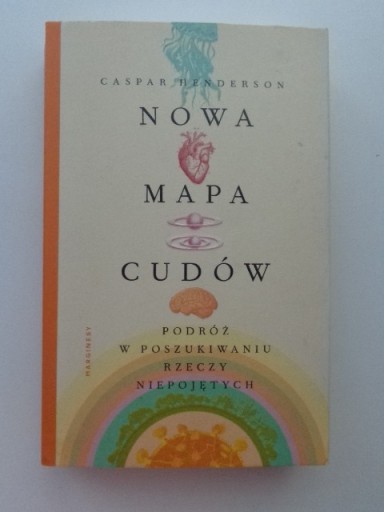 CASPAR HENDERSON
NOWA
MAPA
CUDÓW
PODRÓŻ
W POSZUKIWANIU
RZECZY
NIEPOJĘTYCH
MARGINESY